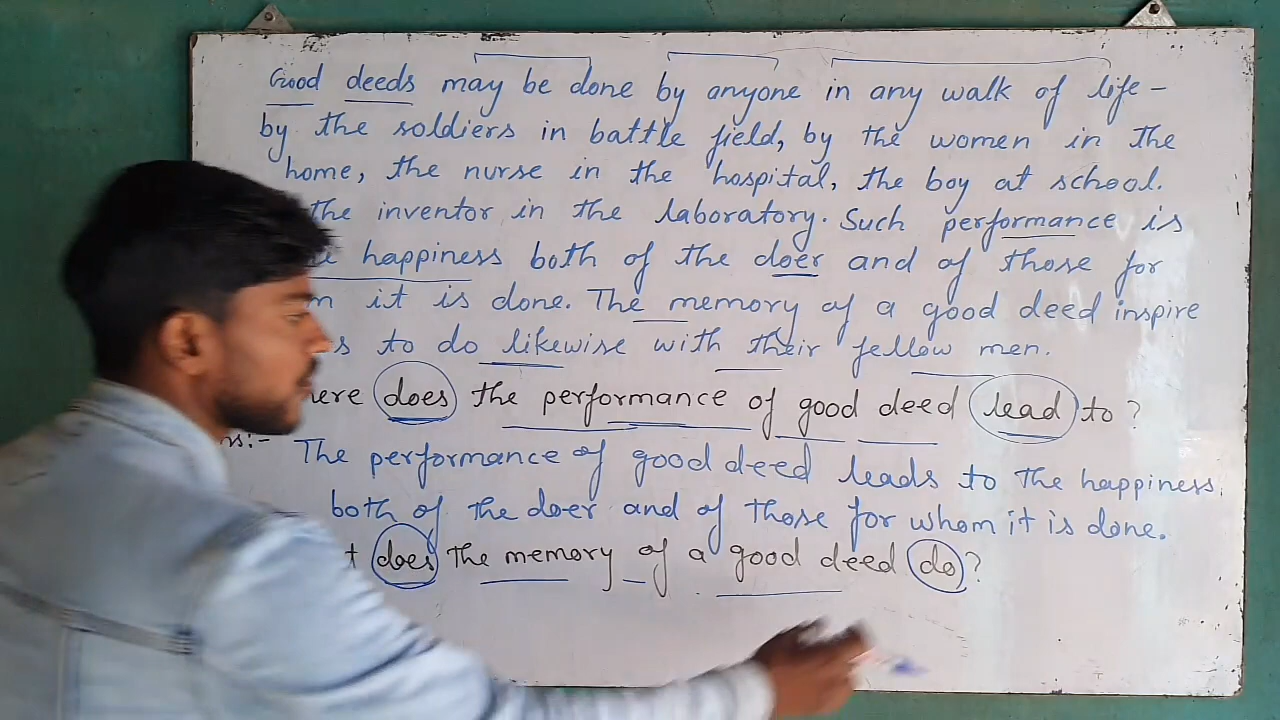 Good deeds may be done by anyone in any walk of life -
by the soldiers in battle field, by the women in the
home, the nurse in the hospital, the boy at school.
the inventor in the laboratory. Such performance is
happiness both of the doer and of those for
it is done. The memory of a good deed inspire
to do likewise with their fellow men.
does the performance of good deed lead to?
The performance of good deed leads to the happiness.
both of the doer and of those for whom it is done.
does the memory of a good deed do?